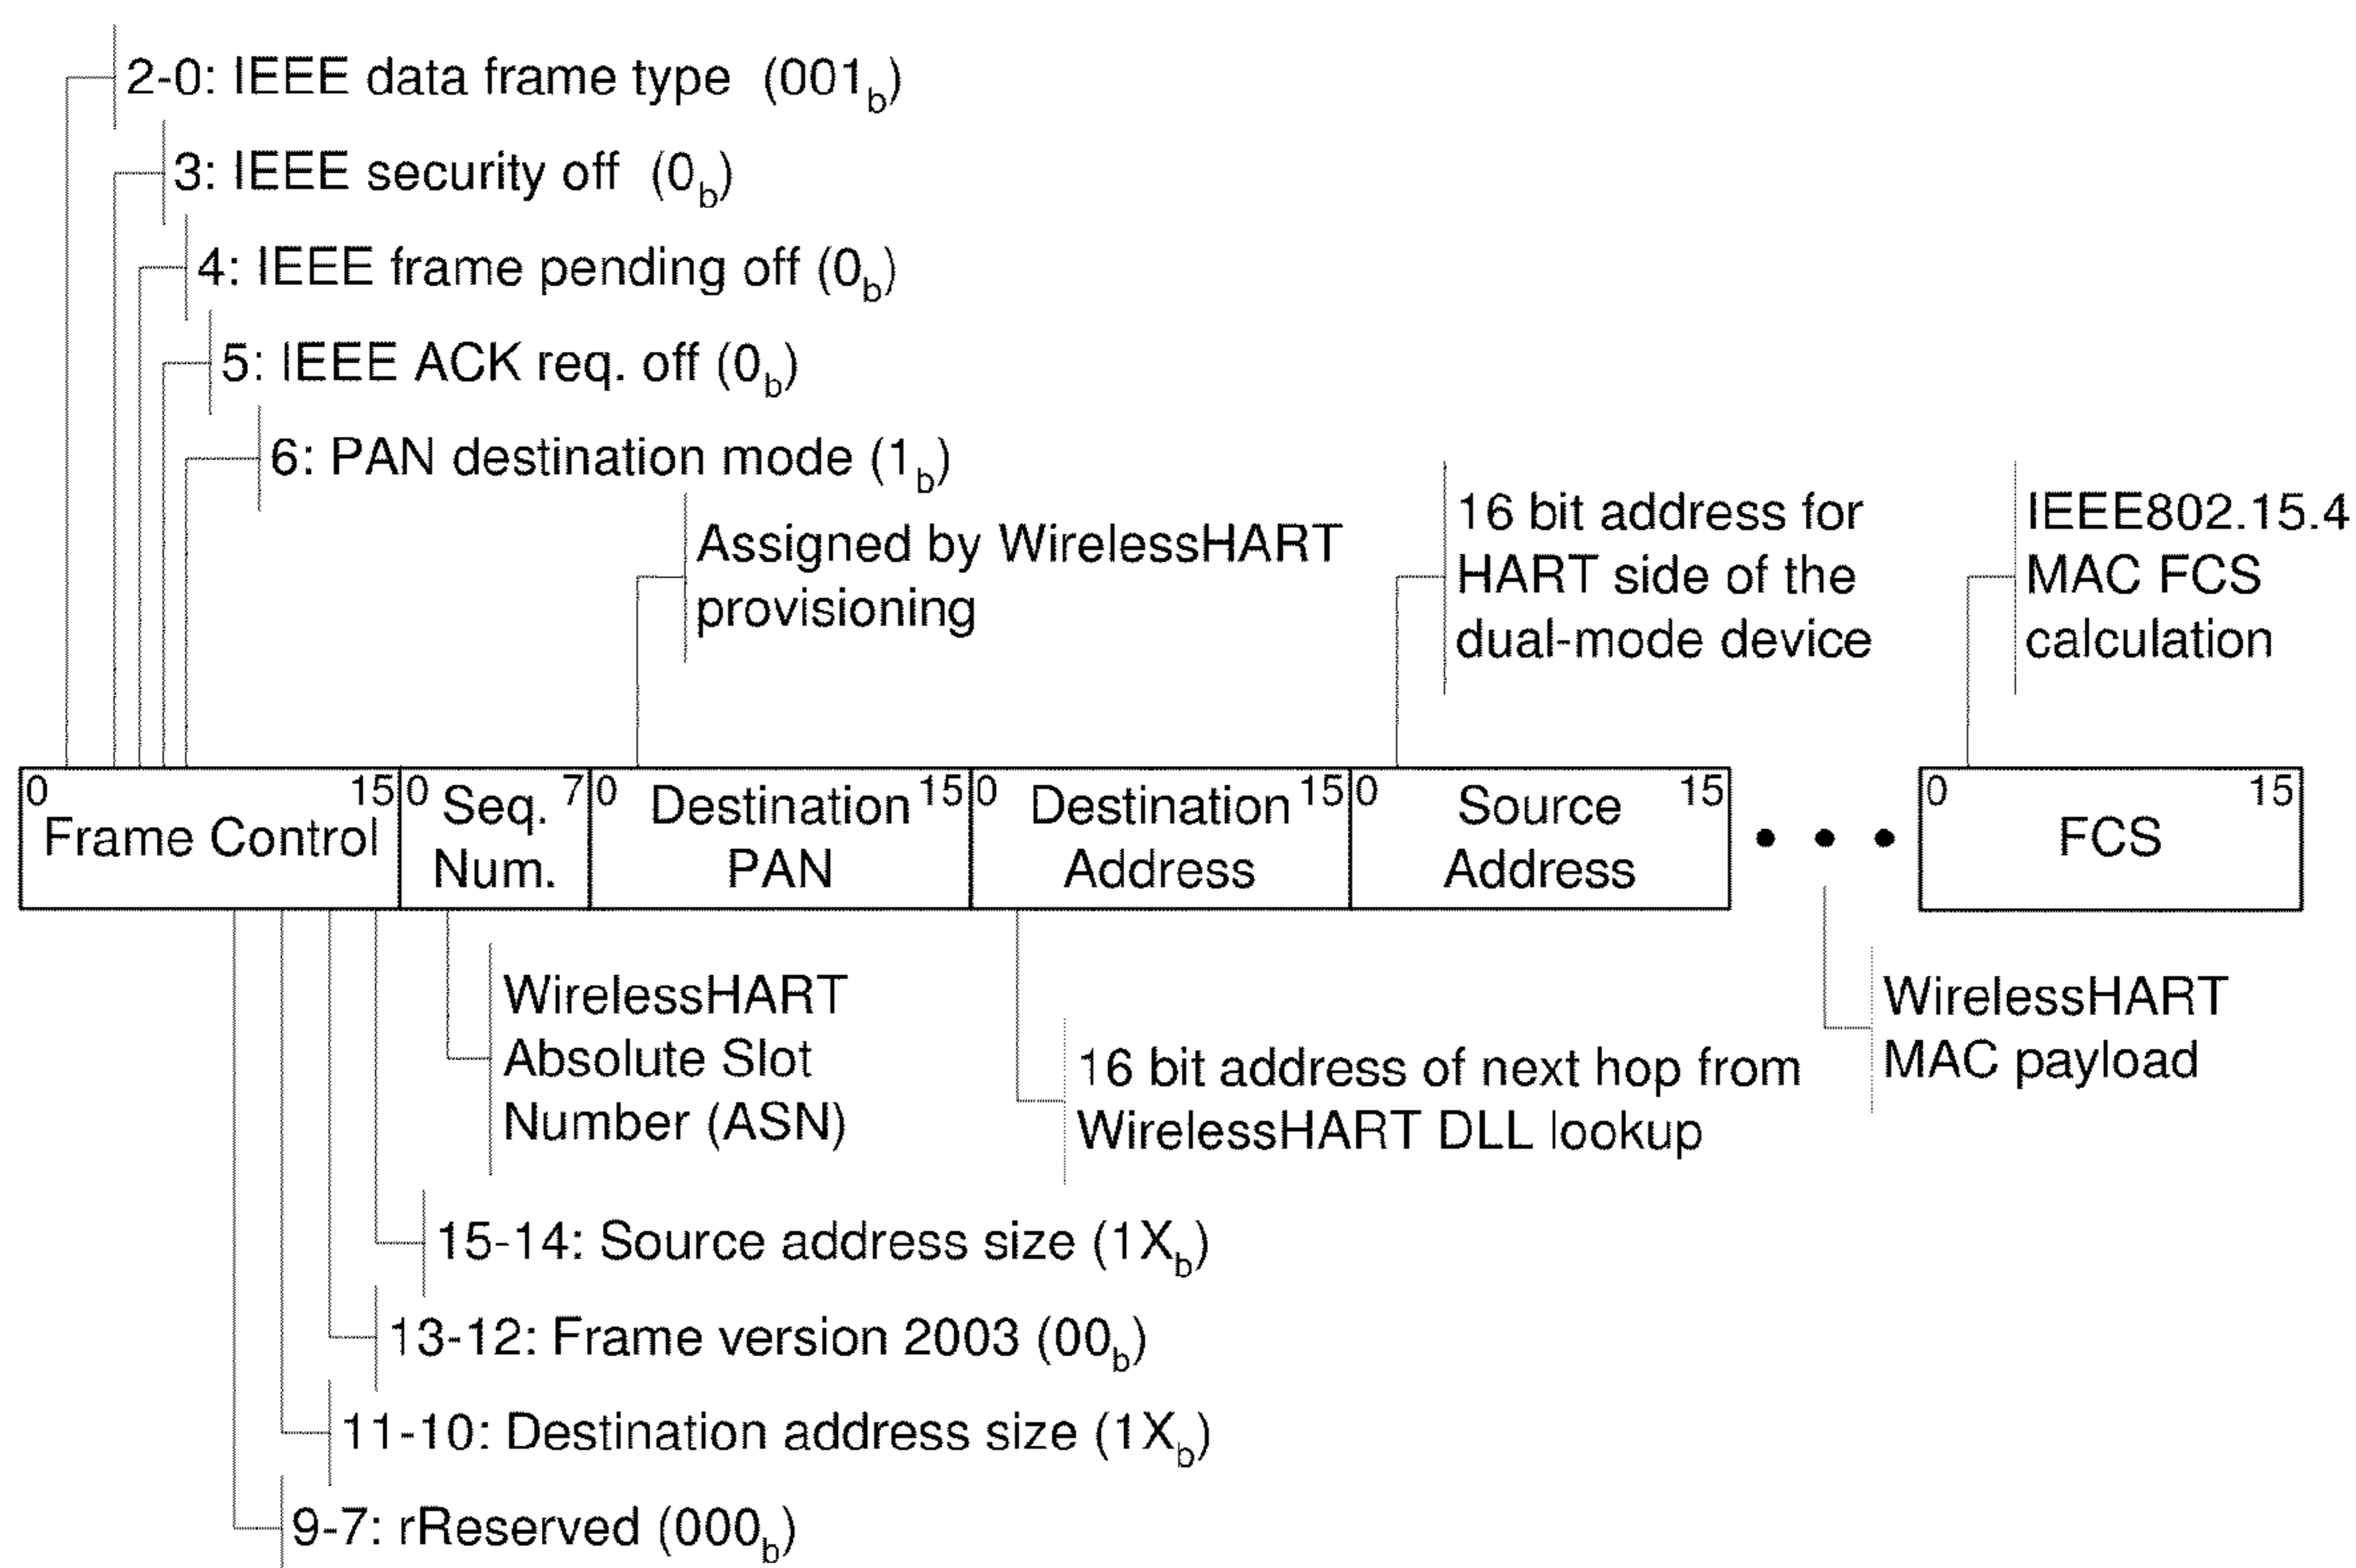 2-0: IEEE data frame type (001b)
3: IEEE security off (0b)
4: IEEE frame pending off (0b)
5: IEEE ACK req. off (0b)
6: PAN destination mode (1b)
Assigned by WirelessHART
provisioning
16 bit address for
HART side of the
dual-mode device
IEEE802.15.4
MAC FCS
calculation
0 15
Frame Control
0 Seq. 7
Num.
0 Destination 15
PAN
0 Destination 15
Address
0 Source 15
Address
• • •
0 15
FCS
WirelessHART
Absolute Slot
Number (ASN)
16 bit address of next hop from
WirelessHART DLL lookup
WirelessHART
MAC payload
15-14: Source address size (1Xb)
13-12: Frame version 2003 (00b)
11-10: Destination address size (1Xb)
9-7: rReserved (000b)